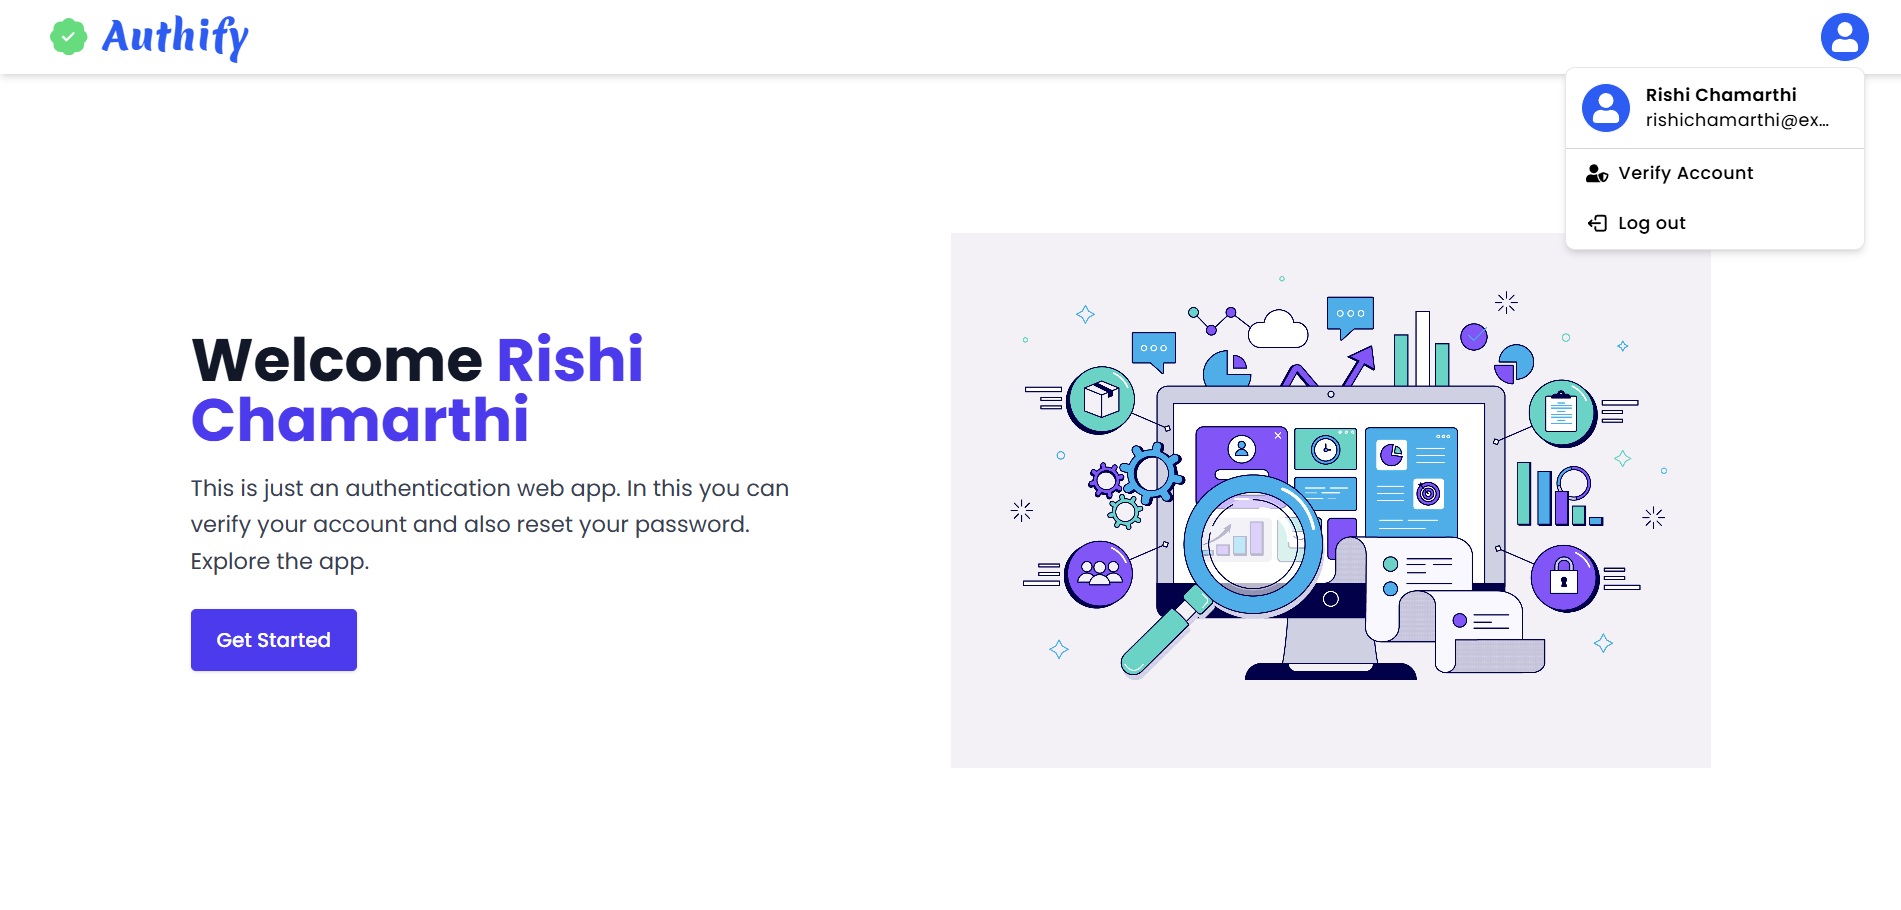 Authify
Rishi Chamarthi
rishichamarthi@ex...
Verify Account
Log out
Welcome Rishi
Chamarthi
This is just an authentication web app. In this you can
verify your account and also reset your password.
Explore the app.
Get Started